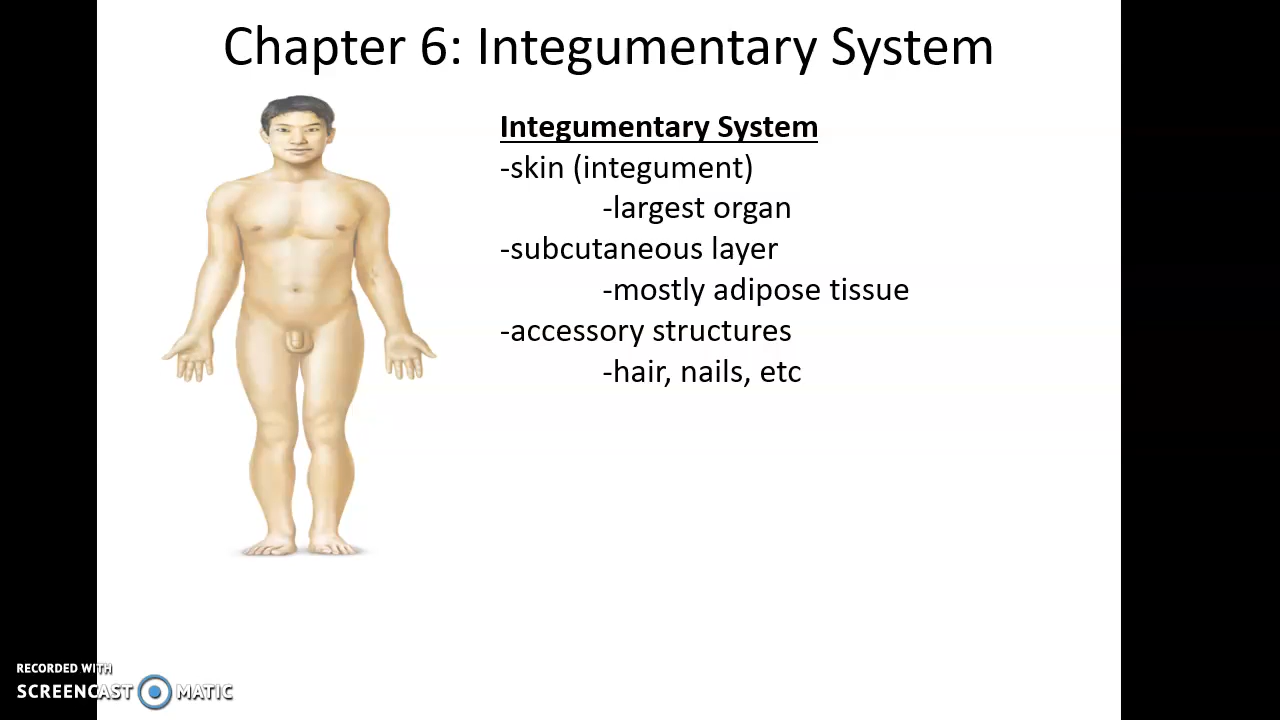 Chapter 6: Integumentary System
Integumentary System
-skin (integument)
-largest organ
-subcutaneous layer
-mostly adipose tissue
-accessory structures
-hair, nails, etc
RECORDED WITH
SCREENCAST MATIC